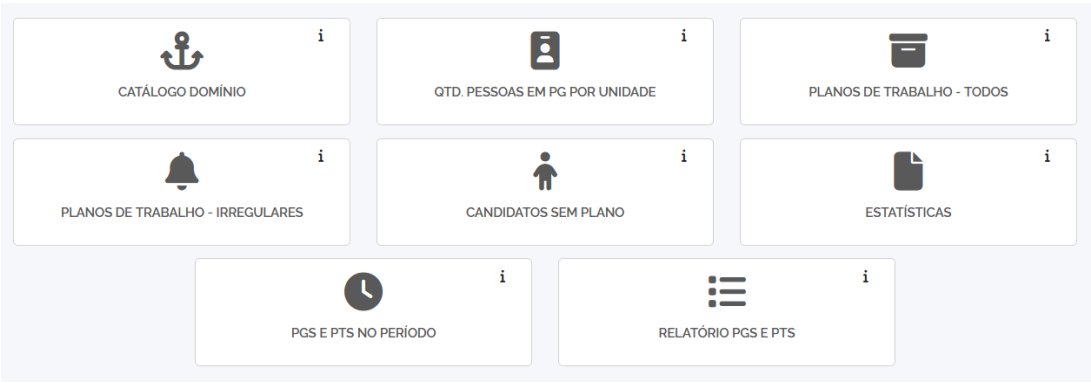 i
CATÁLOGO DOMÍNIO
i
QTD. PESSOAS EM PG POR UNIDADE
i
PLANOS DE TRABALHO - TODOS
i
PLANOS DE TRABALHO - IRREGULARES
i
CANDIDATOS SEM PLANO
i
ESTATÍSTICAS
i
PGS E PTS NO PERÍODO
i
RELATÓRIO PGS E PTS